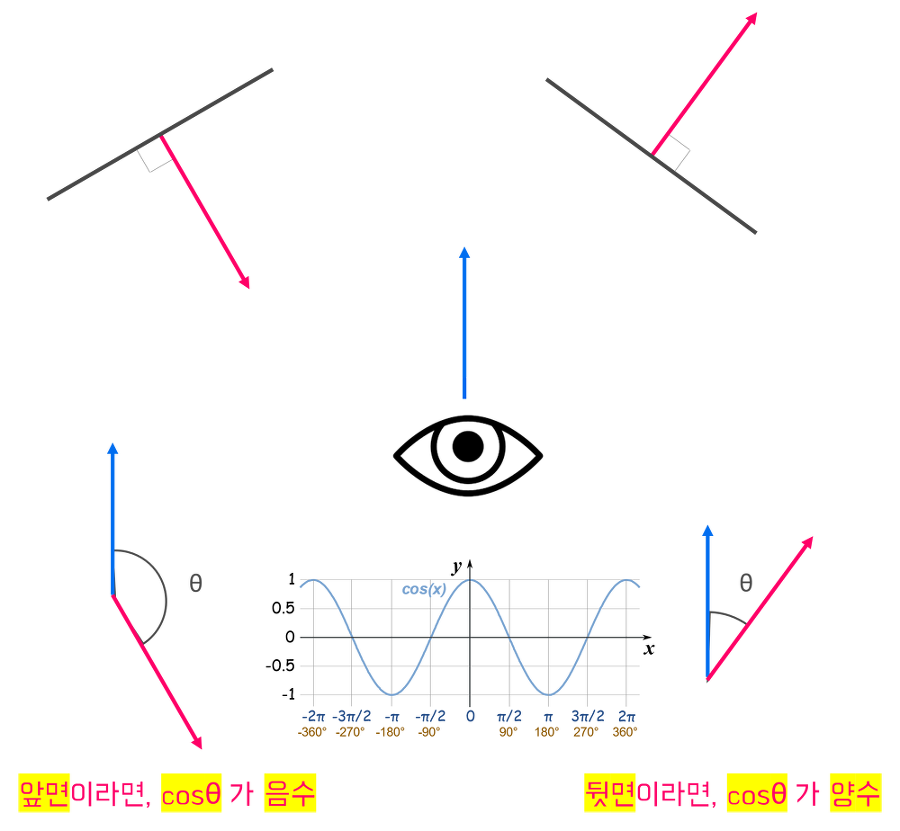 θ
θ
y
cos(x)
1
0.5
0
-0.5
-1
x
-2π -3π/2 -π -π/2 0 π/2 π 3π/2 2π
-360° -270° -180° -90° 90° 180° 270° 360°
앞면이라면, cosθ 가 음수
뒷면이라면, cosθ 가 양수